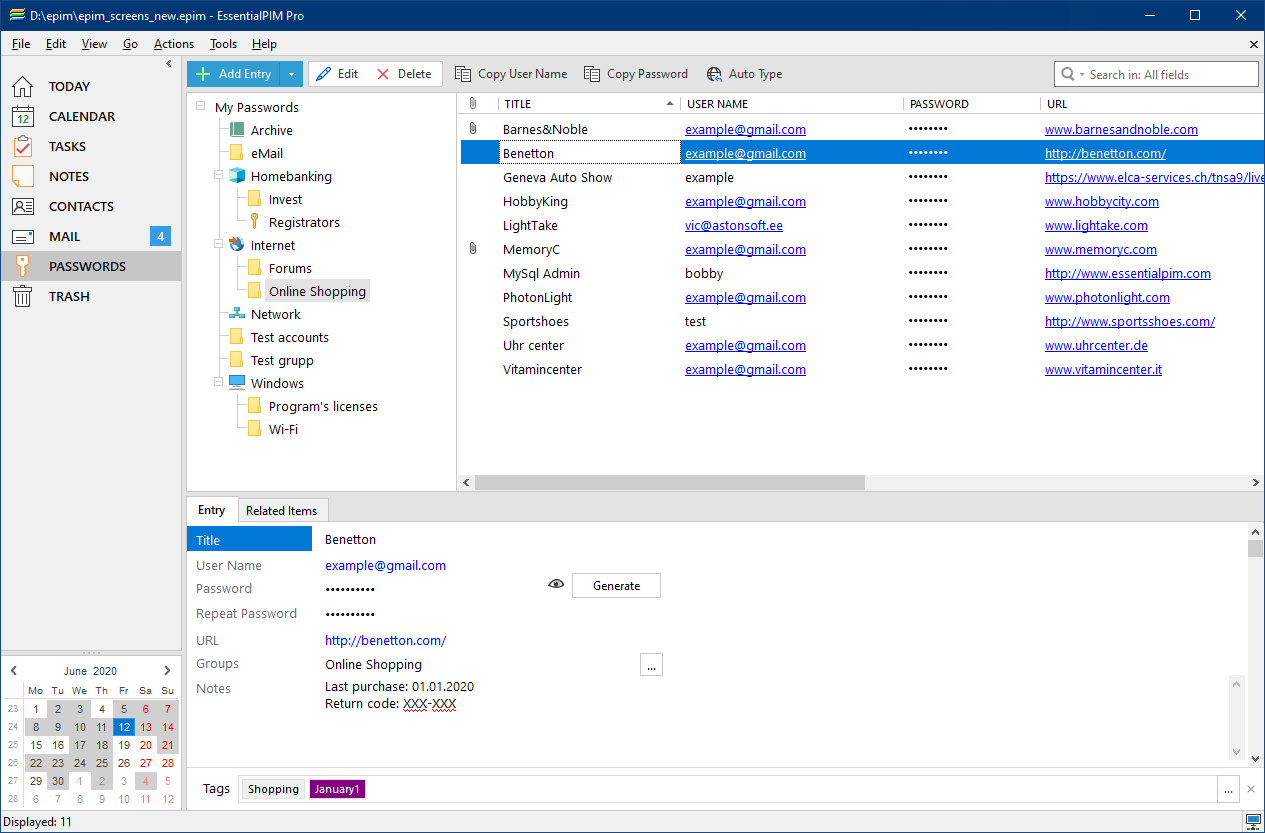 D:\epim\epim_screens_new.epim - EssentialPIM Pro
File Edit View Go Actions Tools Help
TODAY
12 CALENDAR
TASKS
NOTES
CONTACTS
MAIL 4
PASSWORDS
TRASH
Add Entry Edit Delete Copy User Name Copy Password Auto Type Search in: All fields
My Passwords
Archive
eMail
Homebanking
Invest
Registrators
Internet
Forums
Online Shopping
Network
Test accounts
Test grupp
Windows
Program's licenses
Wi-Fi
TITLE USER NAME PASSWORD URL
Barnes&Noble example@gmail.com •••••••• www.barnesandnoble.com
Benetton example@gmail.com •••••••• http://benetton.com/
Geneva Auto Show example •••••••• https://www.elca-services.ch/tnsa9/live
HobbyKing example@gmail.com •••••••• www.hobbycity.com
LightTake vic@astonsoft.ee •••••••• www.lightake.com
MemoryC example@gmail.com •••••••• www.memoryc.com
MySql Admin bobby •••••••• http://www.essentialpim.com
PhotonLight example@gmail.com •••••••• www.photonlight.com
Sportshoes test •••••••• http://www.sportsshoes.com/
Uhr center example@gmail.com •••••••• www.uhrcenter.de
Vitamincenter example@gmail.com •••••••• www.vitamincenter.it
Entry Related Items
Title Benetton
User Name example@gmail.com
Password •••••••••• Generate
Repeat Password ••••••••••
URL http://benetton.com/
Groups Online Shopping ...
Notes Last purchase: 01.01.2020
Return code: XXX-XXX
Tags Shopping January1 ...
June 2020
Mo Tu We Th Fr Sa Su
23 1 2 3 4 5 6 7
24 8 9 10 11 12 13 14
25 15 16 17 18 19 20 21
26 22 23 24 25 26 27 28
27 29 30 1 2 3 4 5
28 6 7 8 9 10 11 12
Displayed: 11